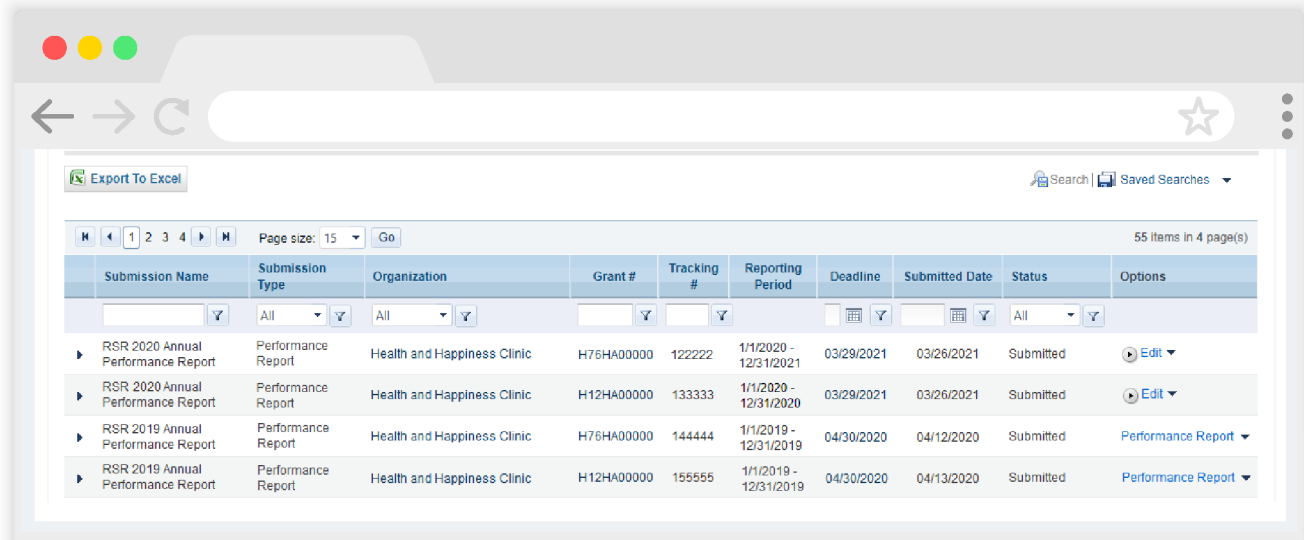 Export To Excel
Search | Saved Searches
1 2 3 4 Page size: 15 Go 55 items in 4 page(s)
Submission Name Submission Type Organization Grant # Tracking # Reporting Period Deadline Submitted Date Status Options
All All All
RSR 2020 Annual Performance Report Performance Report Health and Happiness Clinic H76HA00000 122222 1/1/2020 - 12/31/2021 03/29/2021 03/26/2021 Submitted Edit
RSR 2020 Annual Performance Report Performance Report Health and Happiness Clinic H12HA00000 133333 1/1/2020 - 12/31/2020 03/29/2021 03/26/2021 Submitted Edit
RSR 2019 Annual Performance Report Performance Report Health and Happiness Clinic H76HA00000 144444 1/1/2019 - 12/31/2019 04/30/2020 04/12/2020 Submitted Performance Report
RSR 2019 Annual Performance Report Performance Report Health and Happiness Clinic H12HA00000 155555 1/1/2019 - 12/31/2019 04/30/2020 04/13/2020 Submitted Performance Report